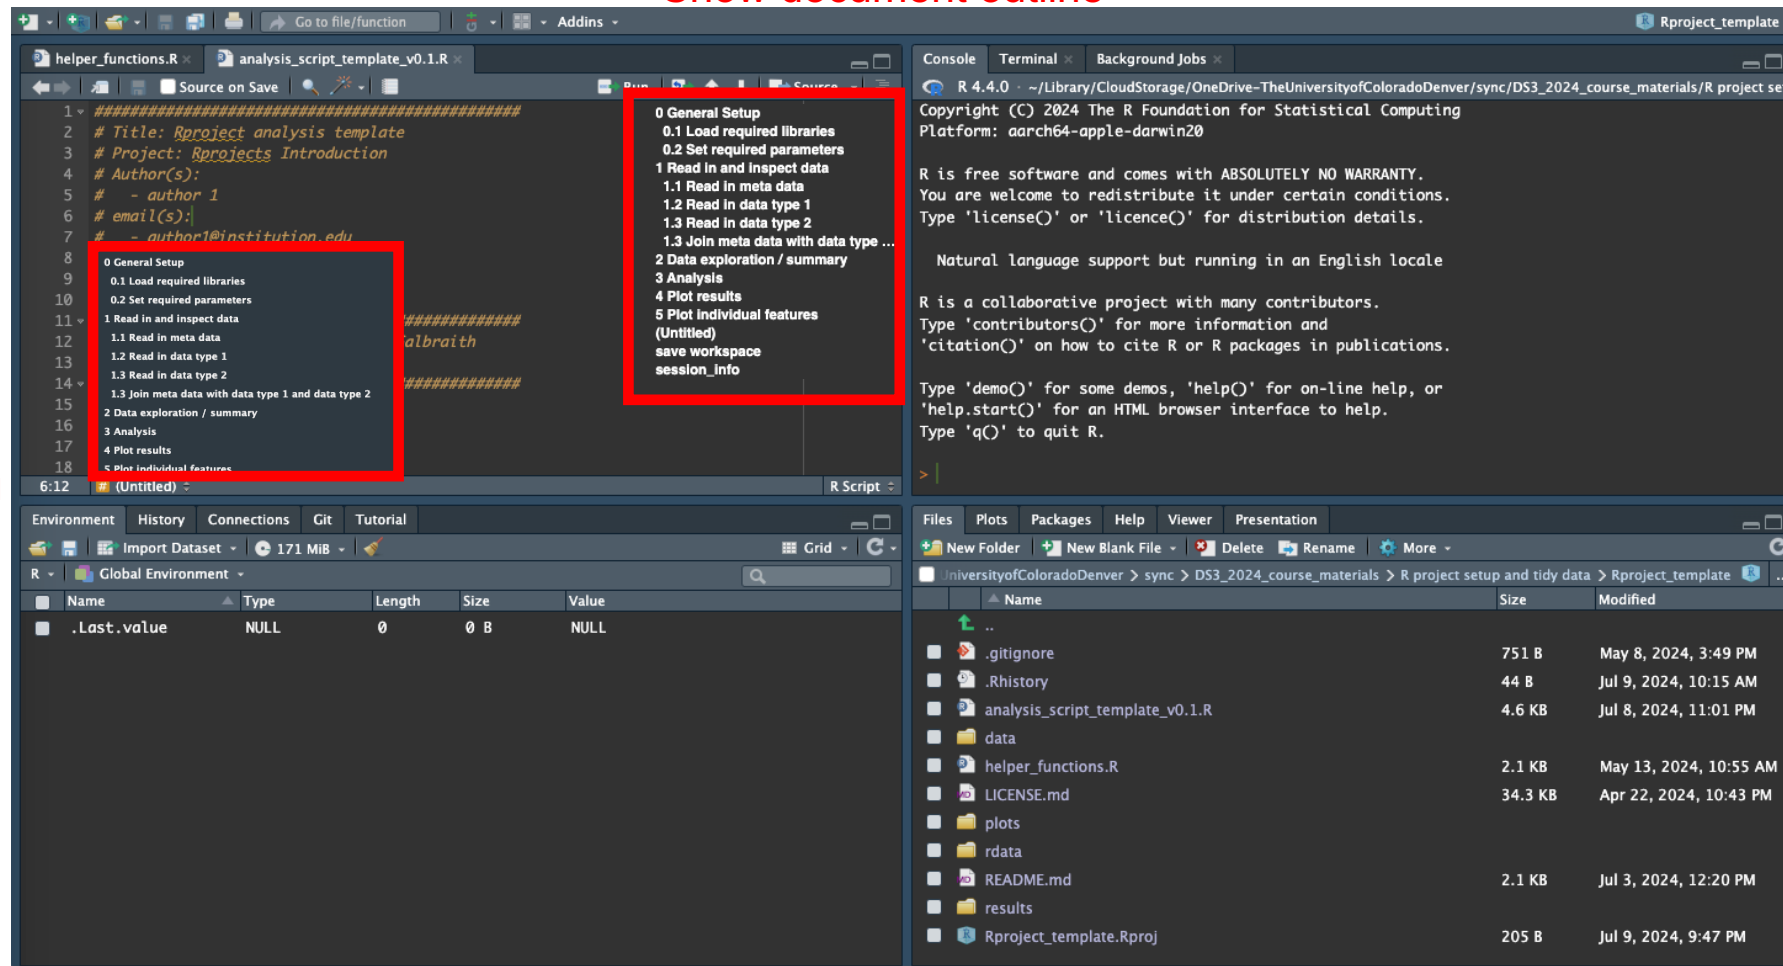 Show document outline
Go to file/function
Addins
Rproject_template
helper_functions.R
analysis_script_template_v0.1.R
Source on Save
Run
Source
1 ###############################################
2 # Title: Rproject analysis template
3 # Project: Rprojects Introduction
4 # Author(s):
5 #   - author 1
6 # email(s):
7 #   - author1@institution.edu
8
9
10
11 #############
12 albraith
13
14 #############
15
16
17
18
0 General Setup
0.1 Load required libraries
0.2 Set required parameters
1 Read in and inspect data
1.1 Read in meta data
1.2 Read in data type 1
1.3 Read in data type 2
1.3 Join meta data with data type 1 and data type 2
2 Data exploration / summary
3 Analysis
4 Plot results
5 Plot individual features
0 General Setup
0.1 Load required libraries
0.2 Set required parameters
1 Read in and inspect data
1.1 Read in meta data
1.2 Read in data type 1
1.3 Read in data type 2
1.3 Join meta data with data type ...
2 Data exploration / summary
3 Analysis
4 Plot results
5 Plot individual features
(Untitled)
save workspace
session_info
6:12 # (Untitled) R Script
Console Terminal Background Jobs
R 4.4.0 · ~/Library/CloudStorage/OneDrive-TheUniversityofColoradoDenver/sync/DS3_2024_course_materials/R project se
Copyright (C) 2024 The R Foundation for Statistical Computing
Platform: aarch64-apple-darwin20
R is free software and comes with ABSOLUTELY NO WARRANTY.
You are welcome to redistribute it under certain conditions.
Type 'license()' or 'licence()' for distribution details.
Natural language support but running in an English locale
R is a collaborative project with many contributors.
Type 'contributors()' for more information and
'citation()' on how to cite R or R packages in publications.
Type 'demo()' for some demos, 'help()' for on-line help, or
'help.start()' for an HTML browser interface to help.
Type 'q()' to quit R.
>
Environment History Connections Git Tutorial
Import Dataset 171 MiB Grid
R Global Environment
Name Type Length Size Value
.Last.value NULL 0 0 B NULL
Files Plots Packages Help Viewer Presentation
New Folder New Blank File Delete Rename More
UniversityofColoradoDenver > sync > DS3_2024_course_materials > R project setup and tidy data > Rproject_template
Name Size Modified
..
.gitignore 751 B May 8, 2024, 3:49 PM
.Rhistory 44 B Jul 9, 2024, 10:15 AM
analysis_script_template_v0.1.R 4.6 KB Jul 8, 2024, 11:01 PM
data
helper_functions.R 2.1 KB May 13, 2024, 10:55 AM
LICENSE.md 34.3 KB Apr 22, 2024, 10:43 PM
plots
rdata
README.md 2.1 KB Jul 3, 2024, 12:20 PM
results
Rproject_template.Rproj 205 B Jul 9, 2024, 9:47 PM